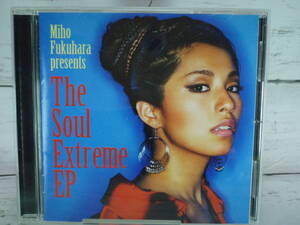 Miho
Fukuhara
presents
The
Soul
Extreme
EP